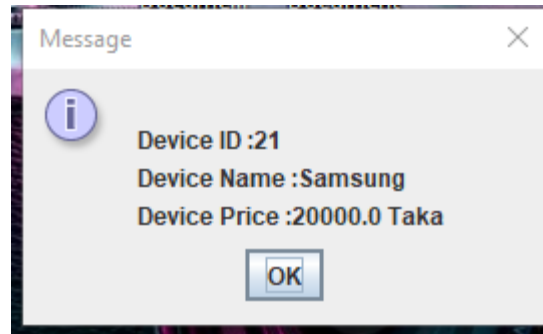 Message
Device ID :21
Device Name :Samsung
Device Price :20000.0 Taka
OK